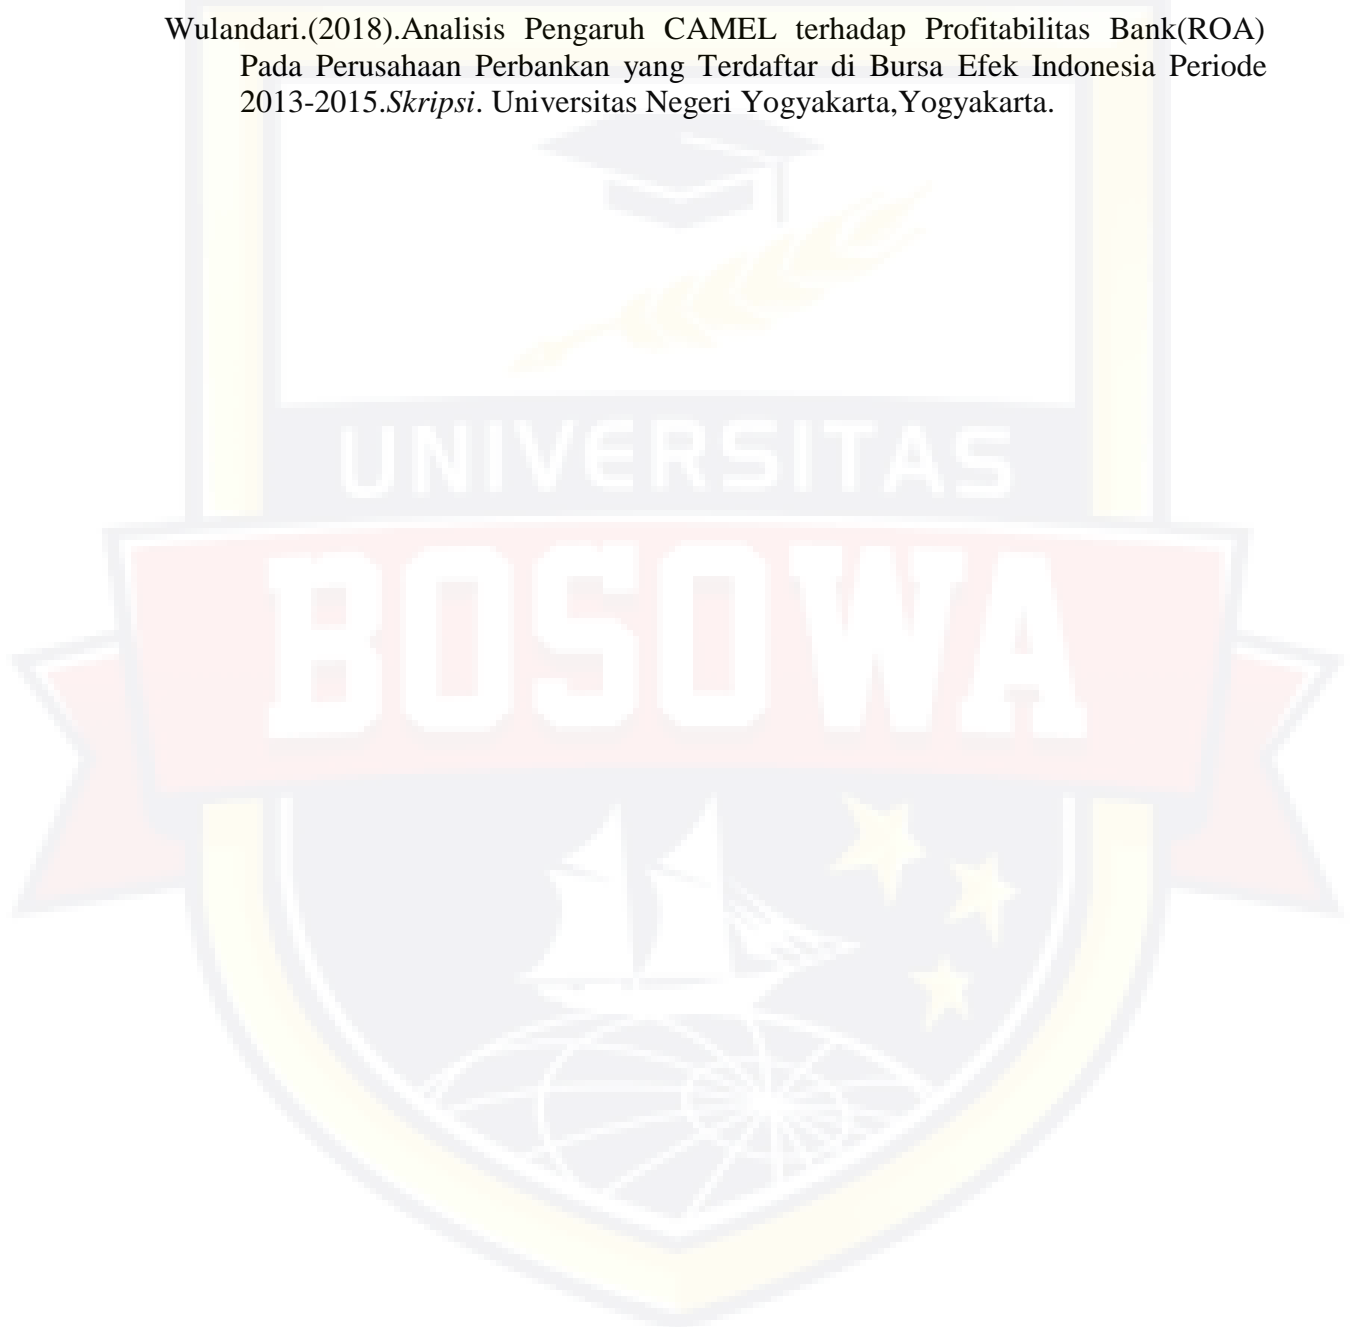 Wulandari.(2018).Analisis Pengaruh CAMEL terhadap Profitabilitas Bank(ROA)
Pada Perusahaan Perbankan yang Terdaftar di Bursa Efek Indonesia Periode
2013-2015.Skripsi. Universitas Negeri Yogyakarta,Yogyakarta.
UNIVERSITAS
BOSOWA